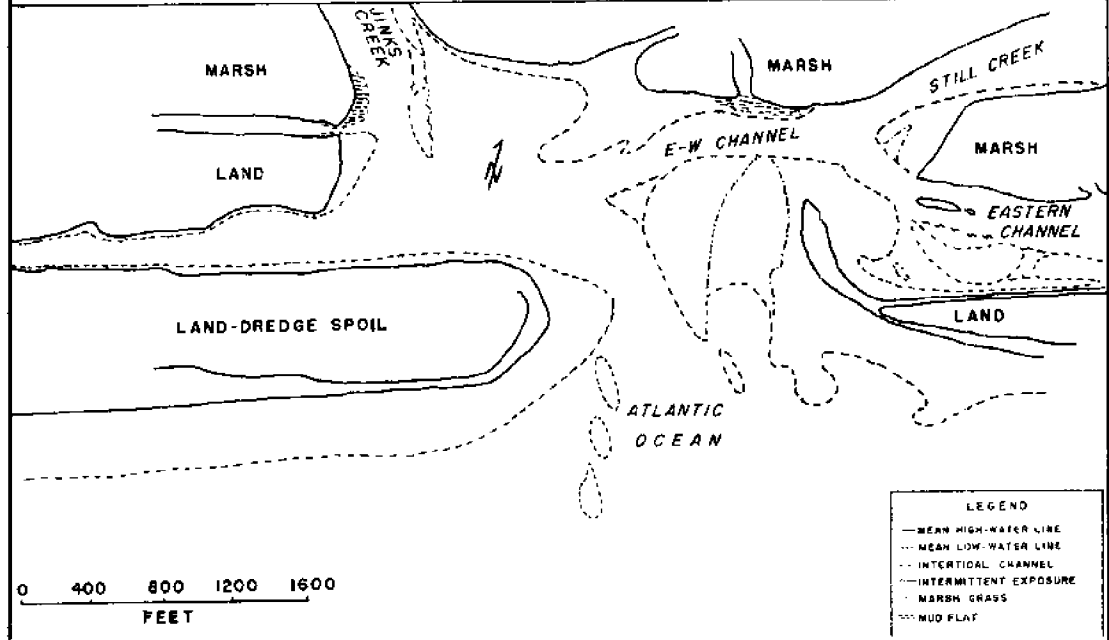 JINKS
CREEK
MARSH
MARSH
STILL CREEK
E-W CHANNEL
MARSH
LAND
N
EASTERN
CHANNEL
LAND-DREDGE SPOIL
LAND
ATLANTIC
OCEAN
LEGEND
MEAN HIGH-WATER LINE
MEAN LOW-WATER LINE
INTERTIDAL CHANNEL
INTERMITTENT EXPOSURE
MARSH GRASS
MUD FLAT
0 400 800 1200 1600
FEET